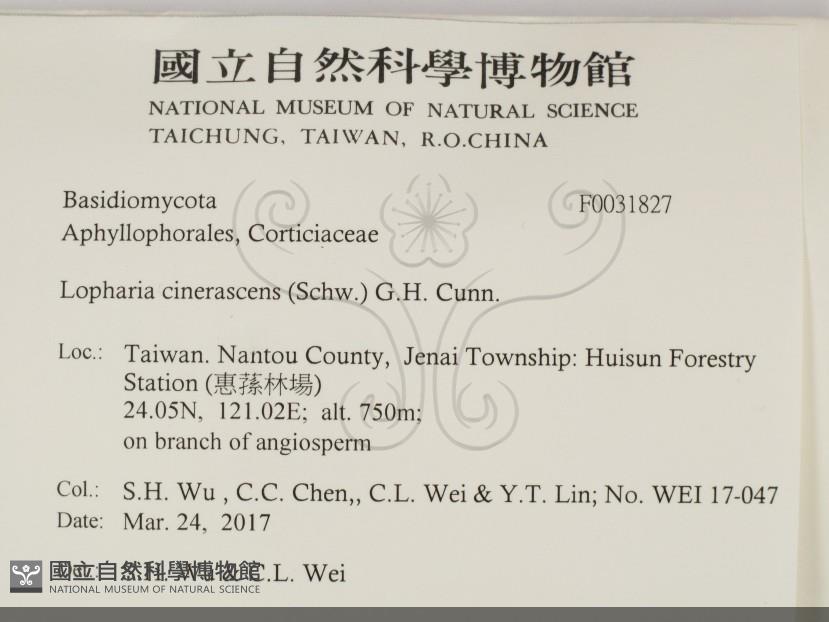 國立自然科學博物館
NATIONAL MUSEUM OF NATURAL SCIENCE
TAICHUNG, TAIWAN, R.O.CHINA
Basidiomycota F0031827
Aphyllophorales, Corticiaceae
Lopharia cinerascens (Schw.) G.H. Cunn.
Loc.: Taiwan. Nantou County, Jenai Township: Huisun Forestry
Station (惠蓀林場)
24.05N, 121.02E; alt. 750m;
on branch of angiosperm
Col.: S.H. Wu , C.C. Chen,, C.L. Wei & Y.T. Lin; No. WEI 17-047
Date: Mar. 24, 2017
S.H. Wu & C.L. Wei
國立自然科學博物館
NATIONAL MUSEUM OF NATURAL SCIENCE